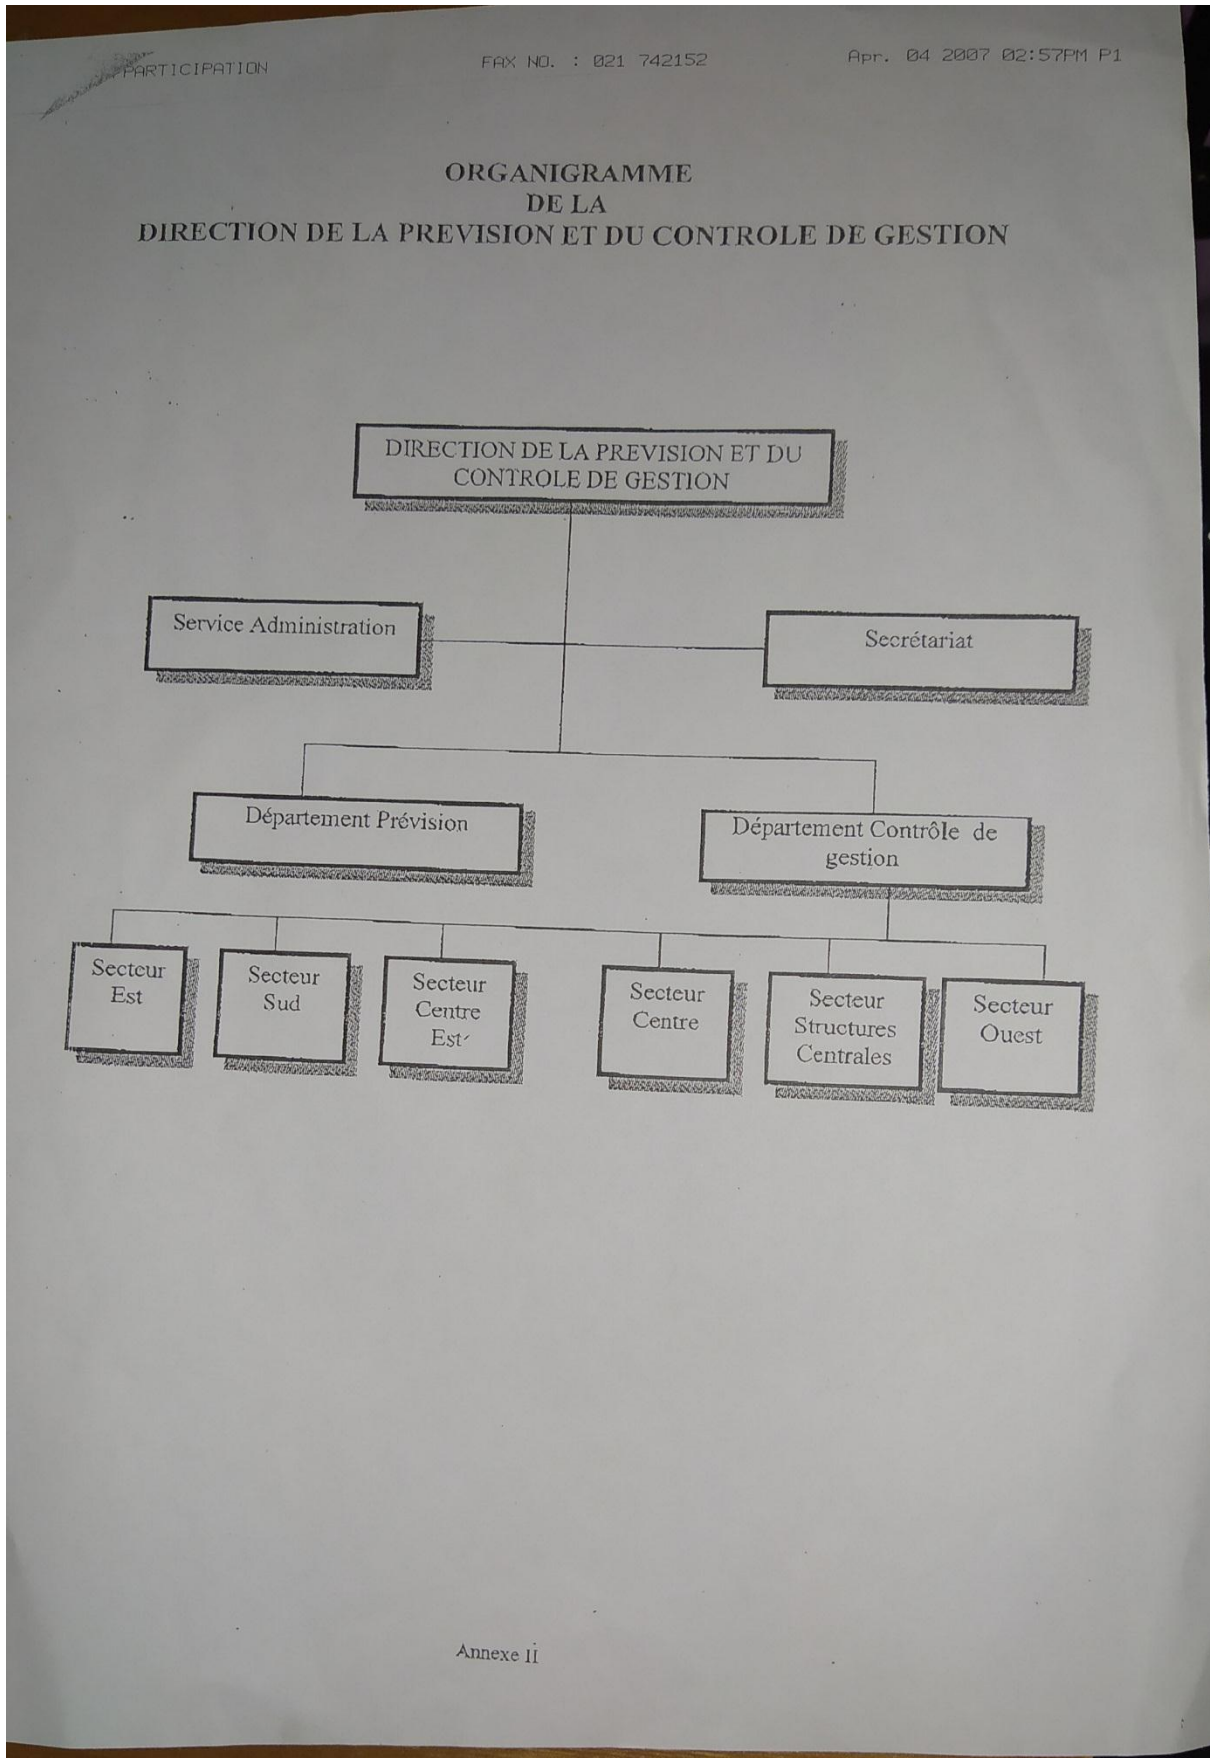 PARTICIPATION FAX NO. : 021 742152 Apr. 04 2007 02:57PM P1
ORGANIGRAMME
DE LA
DIRECTION DE LA PREVISION ET DU CONTROLE DE GESTION
DIRECTION DE LA PREVISION ET DU
CONTROLE DE GESTION
Service Administration
Secrétariat
Département Prévision
Département Contrôle de
gestion
Secteur
Est
Secteur
Sud
Secteur
Centre
Est
Secteur
Centre
Secteur
Structures
Centrales
Secteur
Ouest
Annexe II